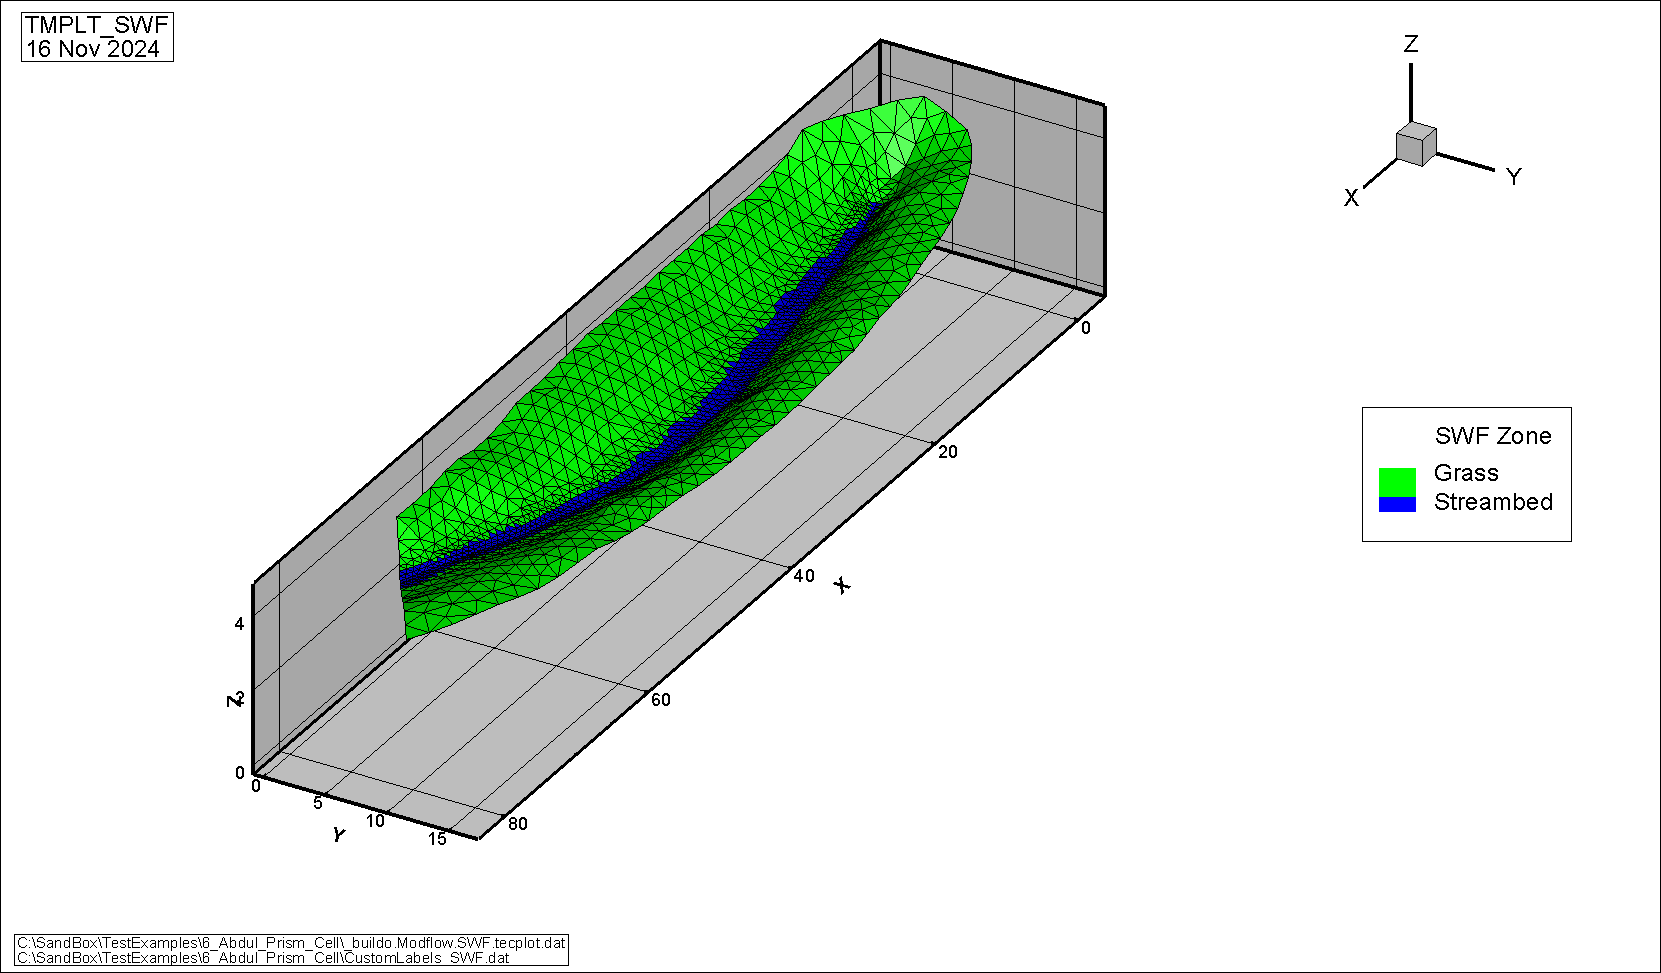 TMPLT_SWF
16 Nov 2024
Z
Y
X
0
20
SWF Zone
Grass
Streambed
40
X
4
2
Z
60
0
0
5
10
15
Y
80
C:\SandBox\TestExamples\6_Abdul_Prism_Cell\_buildo.Modflow.SWF.tecplot.dat
C:\SandBox\TestExamples\6_Abdul_Prism_Cell\CustomLabels_SWF.dat